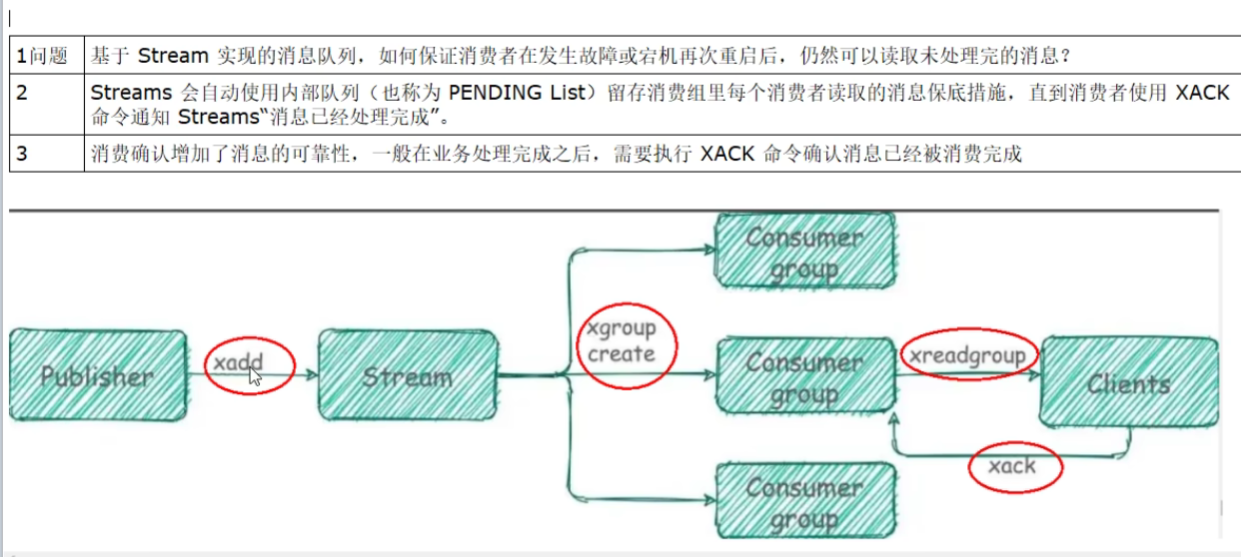 1问题 基于 Stream 实现的消息队列，如何保证消费者在发生故障或宕机再次重启后，仍然可以读取未处理完的消息？
2 Streams 会自动使用内部队列（也称为 PENDING List）留存消费组里每个消费者读取的消息保底措施，直到消费者使用 XACK
命令通知 Streams“消息已经处理完成”。
3 消费确认增加了消息的可靠性，一般在业务处理完成之后，需要执行 XACK 命令确认消息已经被消费完成
Consumer
group
xgroup
create
Publisher
xadd
Stream
Consumer
group
xreadgroup
Clients
xack
Consumer
group